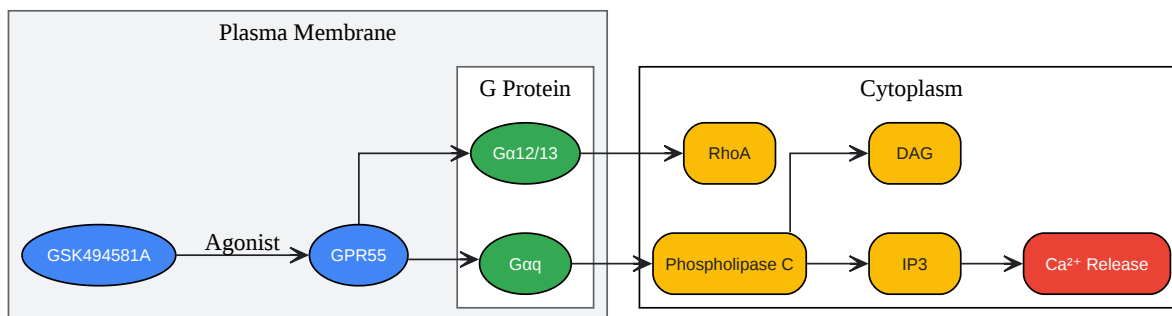 Plasma Membrane
G Protein
Cytoplasm
Gα12/13
RhoA
DAG
GSK494581A
Agonist
GPR55
Gαq
Phospholipase C
IP3
Ca²⁺ Release